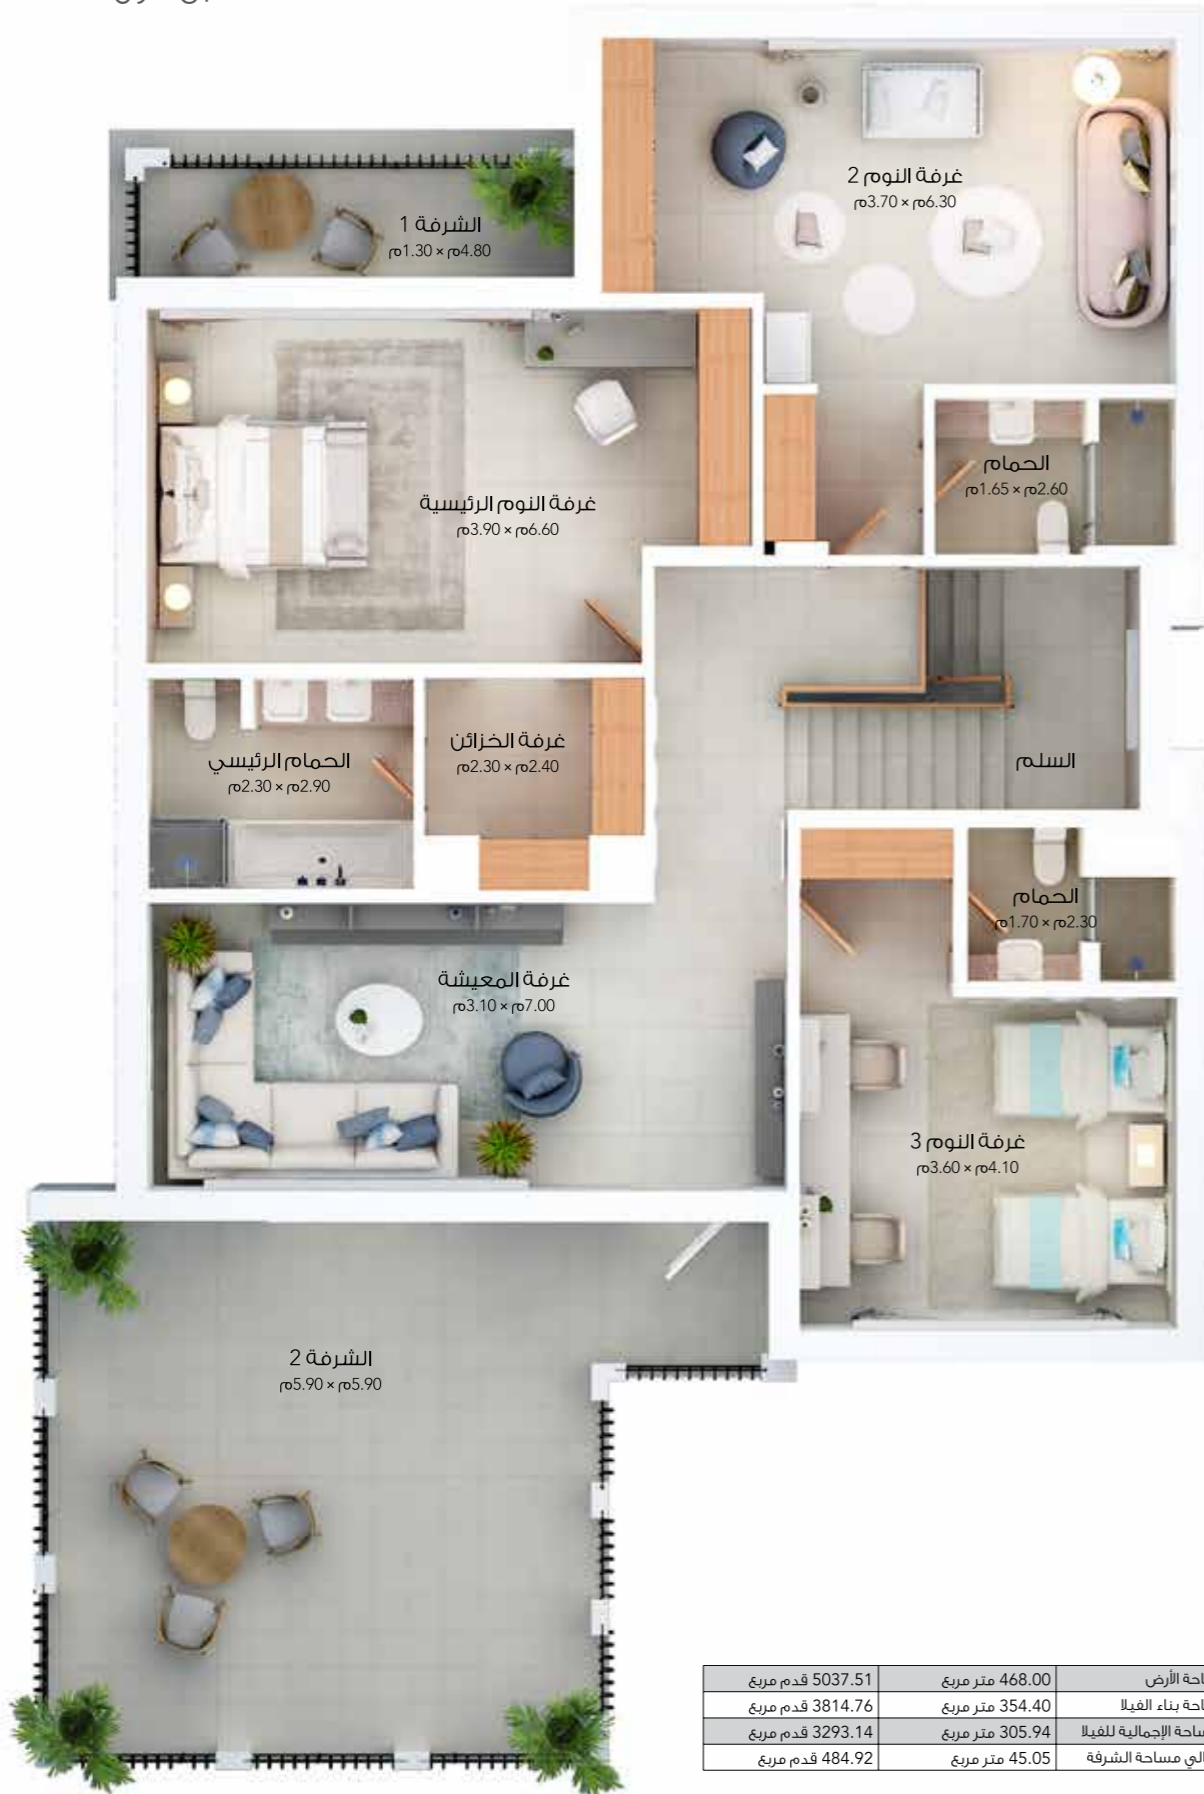 غرفة النوم 2
3.70م × 6.30م
الشرفة 1
1.30م × 4.80م
الحمام
1.65م × 2.60م
غرفة النوم الرئيسية
3.90م × 6.60م
غرفة الخزائن
2.30م × 2.40م
الحمام الرئيسي
2.30م × 2.90م
السلم
الحمام
1.70م × 2.30م
غرفة المعيشة
3.10م × 7.00م
غرفة النوم 3
3.60م × 4.10م
الشرفة 2
5.90م × 5.90م
الأرض 468.00 متر مربع 5037.51 قدم مربع
بناء الفيلا 354.40 متر مربع 3814.76 قدم مربع
الإجمالية للفيلا 305.94 متر مربع 3293.14 قدم مربع
مساحة الشرفة 45.05 متر مربع 484.92 قدم مربع